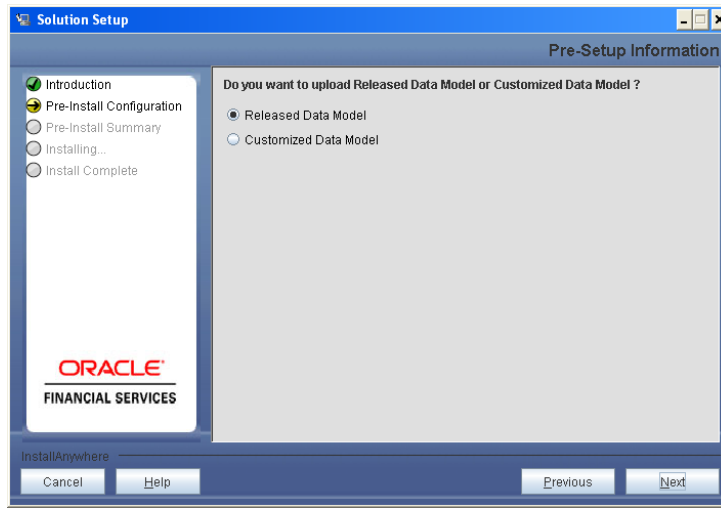 Solution Setup
Pre-Setup Information
Introduction
Pre-Install Configuration
Pre-Install Summary
Installing...
Install Complete
Do you want to upload Released Data Model or Customized Data Model ?
Released Data Model
Customized Data Model
ORACLE
FINANCIAL SERVICES
InstallAnywhere
Cancel
Help
Previous
Next